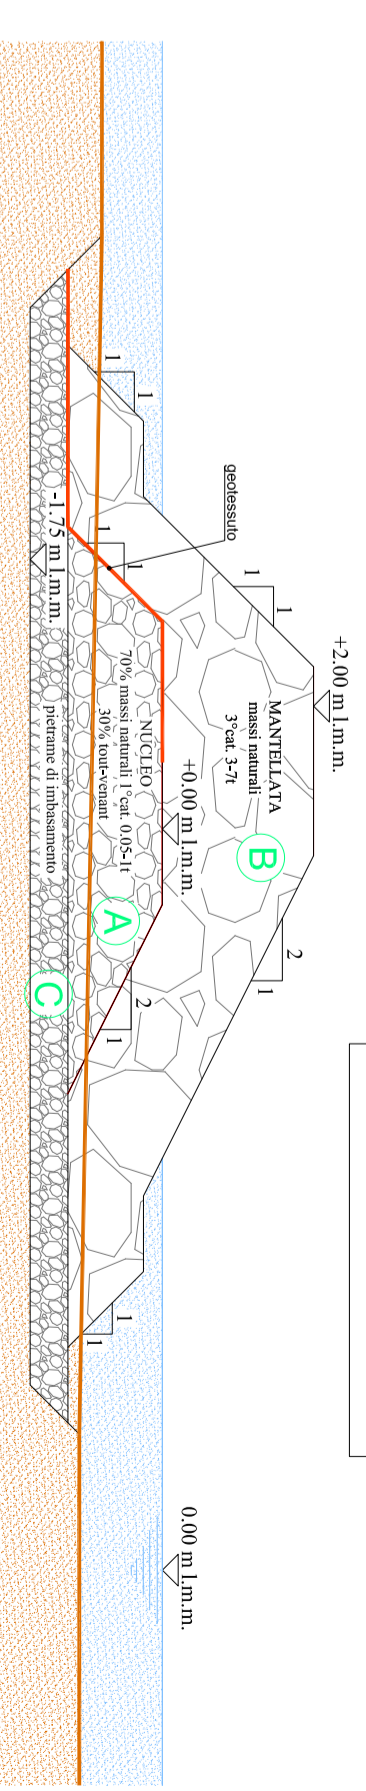 +2.00 m l.m.m.
geotessuto
MANTELLATA
massi naturali
3°cat. 3-7t
B
+0.00 m l.m.m.
0.00 m l.m.m.
NUCLEO
70% massi naturali 1°cat. 0.05-1t
30% tout-venant
A
-1.75 m l.m.m.
pietrame di imbasamento
C
1
1
1
1
1
1
2
1
2
1
1
1